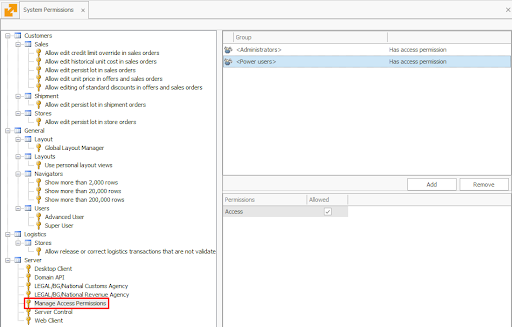 System Permissions
Customers
Sales
Allow edit credit limit override in sales orders
Allow edit historical unit cost in sales orders
Allow edit persist lot in sales orders
Allow edit unit price in offers and sales orders
Allow editing of standard discounts in offers and sales orders
Shipment
Allow edit persist lot in shipment orders
Stores
Allow edit persist lot in store orders
General
Layout
Global Layout Manager
Layouts
Use personal layout views
Navigators
Show more than 2,000 rows
Show more than 20,000 rows
Show more than 200,000 rows
Users
Advanced User
Super User
Logistics
Stores
Allow release or correct logistics transactions that are not validate
Server
Desktop Client
Domain API
LEGAL/BG/National Customs Agency
LEGAL/BG/National Revenue Agency
Manage Access Permissions
Server Control
Web Client
Group
<Administrators> Has access permission
<Power users> Has access permission
Add Remove
Permissions Allowed
Access